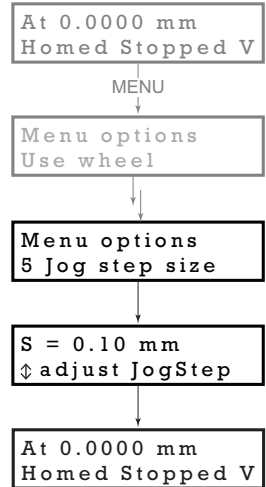 At 0.0000 mm
Homed Stopped V
MENU
Menu options
Use wheel
Menu options
5 Jog step size
S = 0.10 mm
⇕ adjust JogStep
At 0.0000 mm
Homed Stopped V